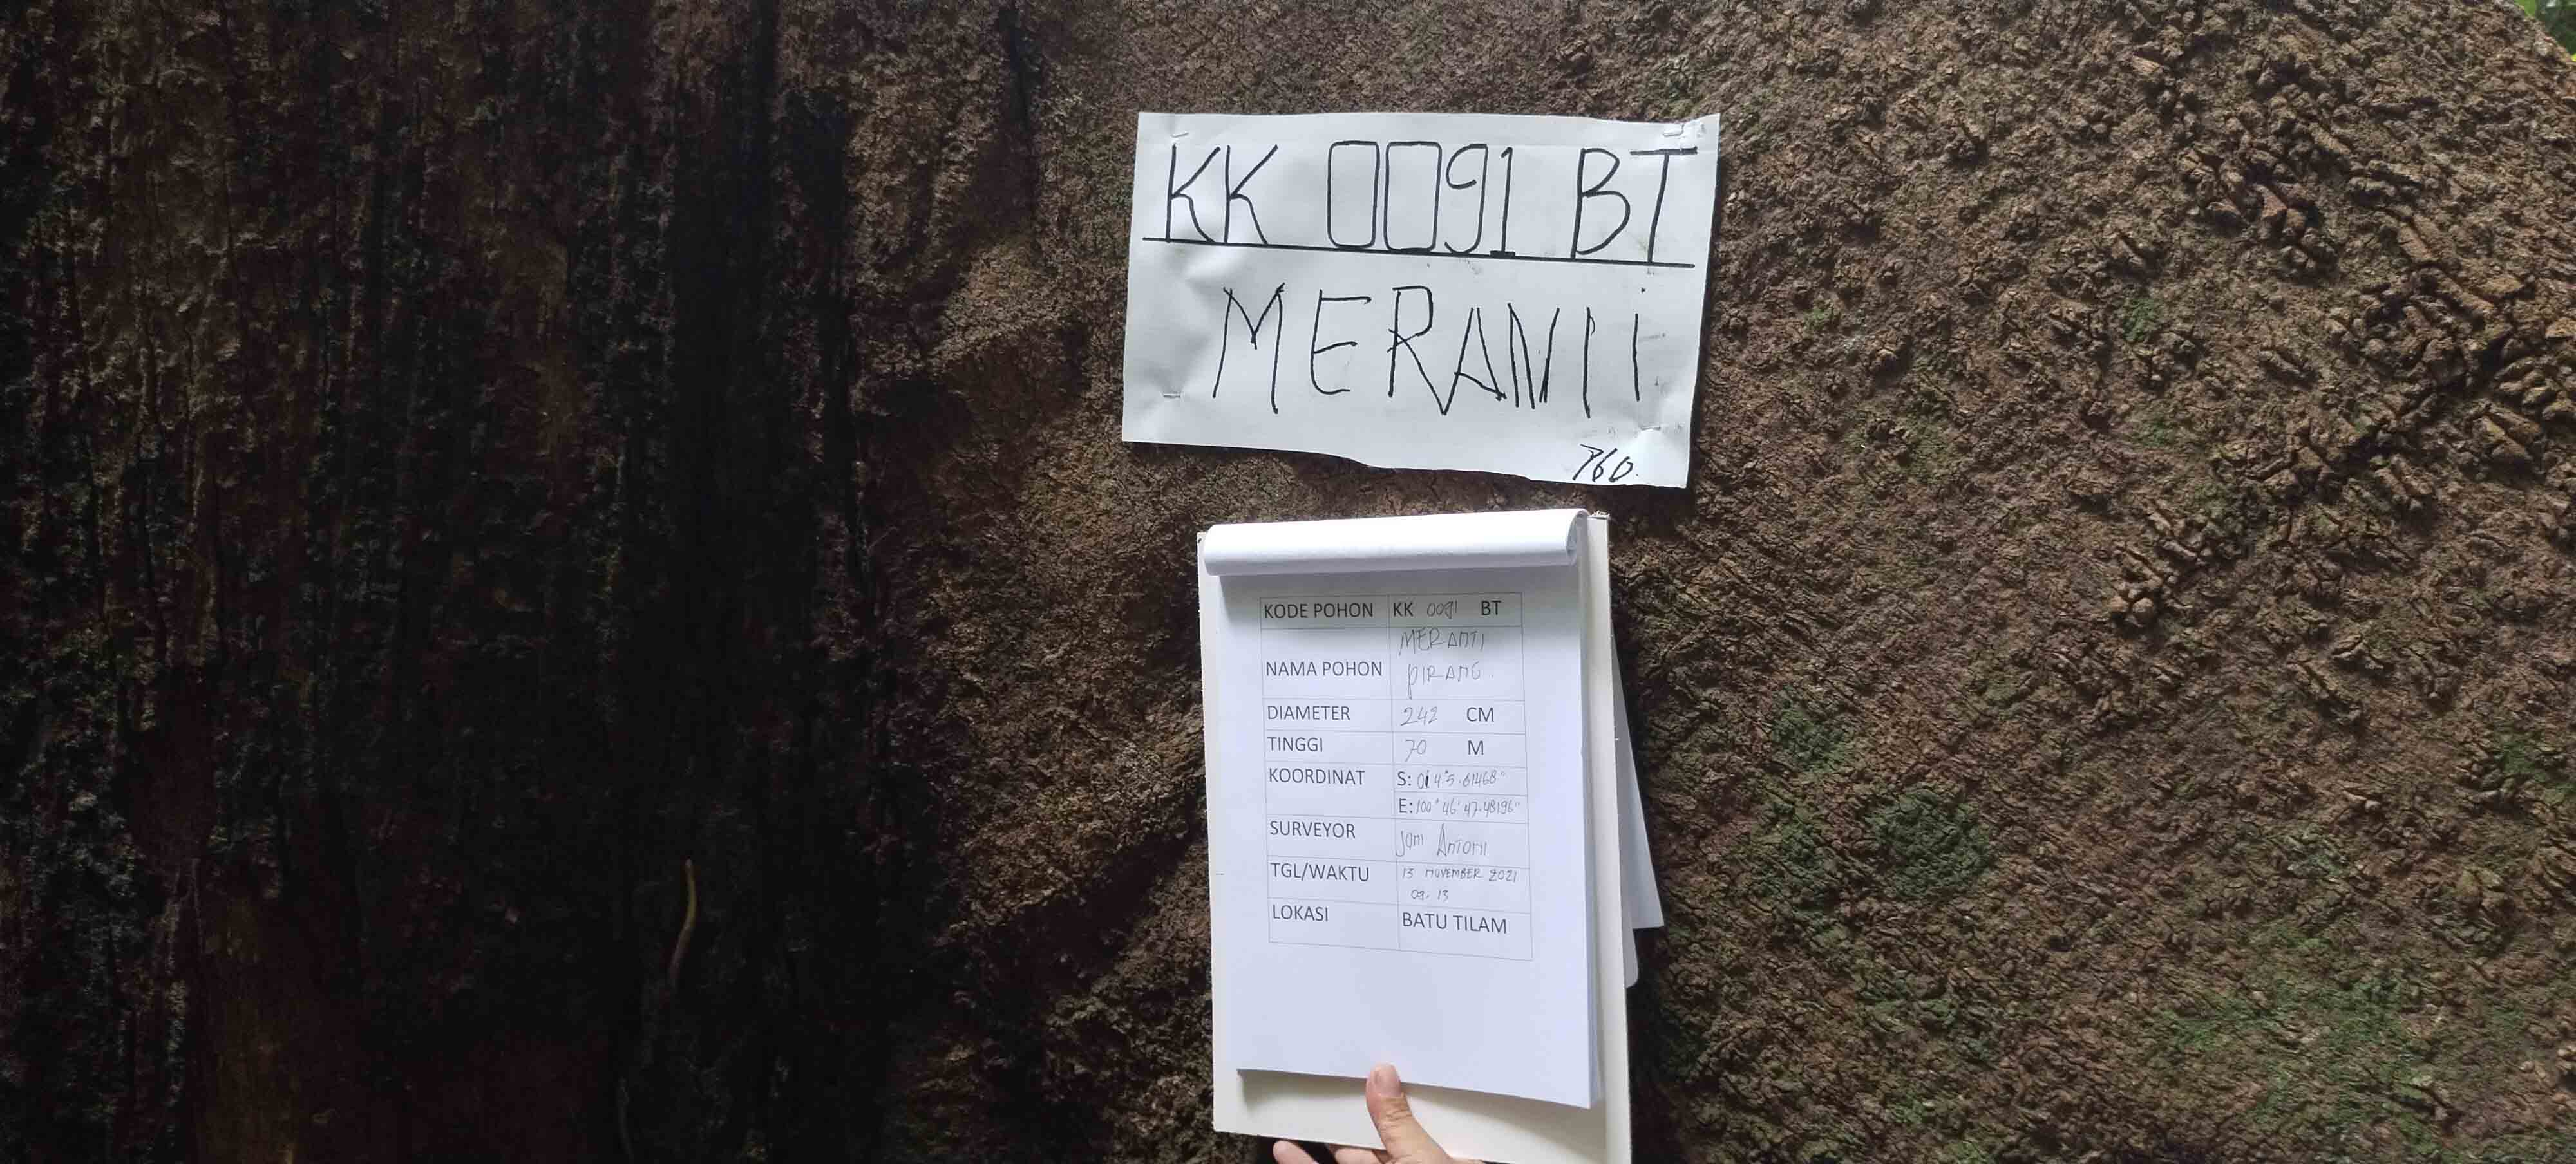 KK 0091 BT
MERANTI
760.
KODE POHON KK 0091 BT
NAMA POHON MERANTI
PIRANG.
DIAMETER 242 CM
TINGGI 70 M
KOORDINAT S: 4'5.61468"
E: 100° 46' 47.48196"
SURVEYOR Joni Antoni
TGL/WAKTU 13 NOVEMBER 2021
09.13
LOKASI BATU TILAM